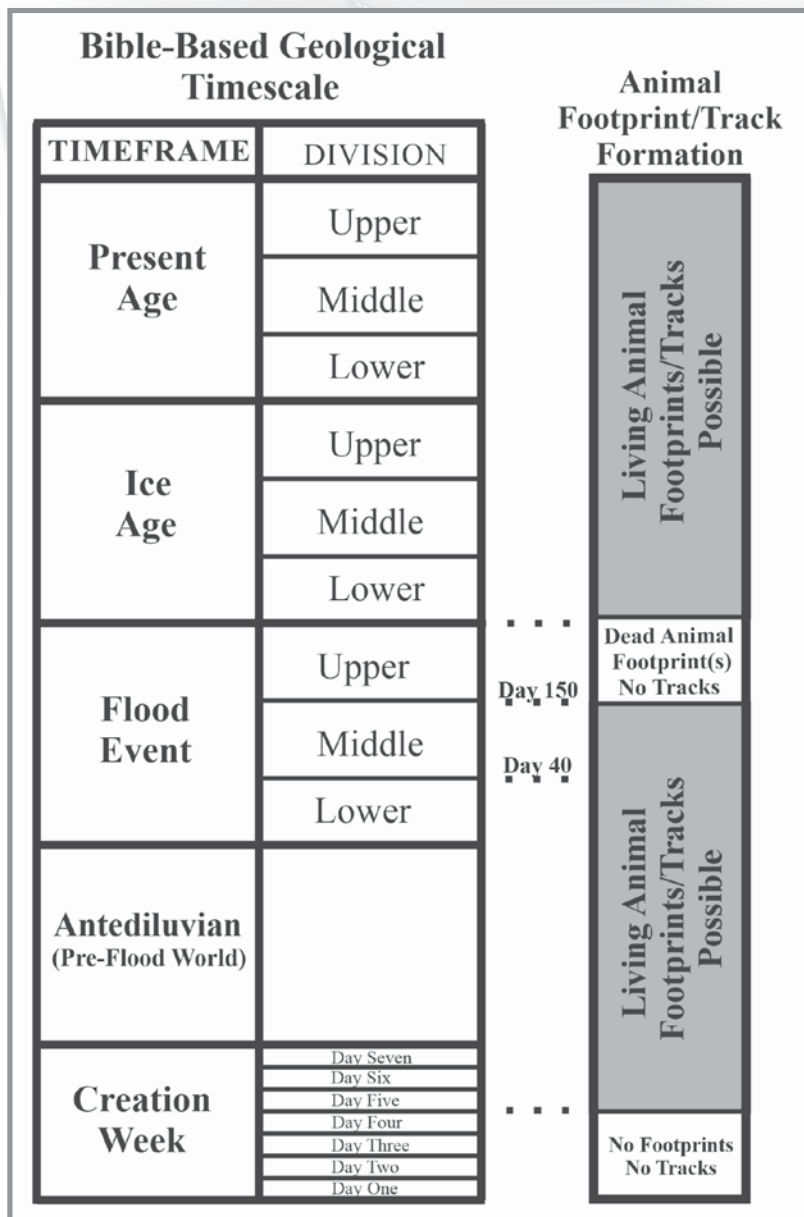 Bible-Based Geological
Timescale
TIMEFRAME
DIVISION
Present
Age
Upper
Middle
Lower
Ice
Age
Upper
Middle
Lower
Flood
Event
Upper
Middle
Lower
Antediluvian
(Pre-Flood World)
Creation
Week
Day Seven
Day Six
Day Five
Day Four
Day Three
Day Two
Day One
Day 150
Day 40
Animal
Footprint/Track
Formation
Living Animal
Footprints/Tracks
Possible
Dead Animal
Footprint(s)
No Tracks
Living Animal
Footprints/Tracks
Possible
No Footprints
No Tracks